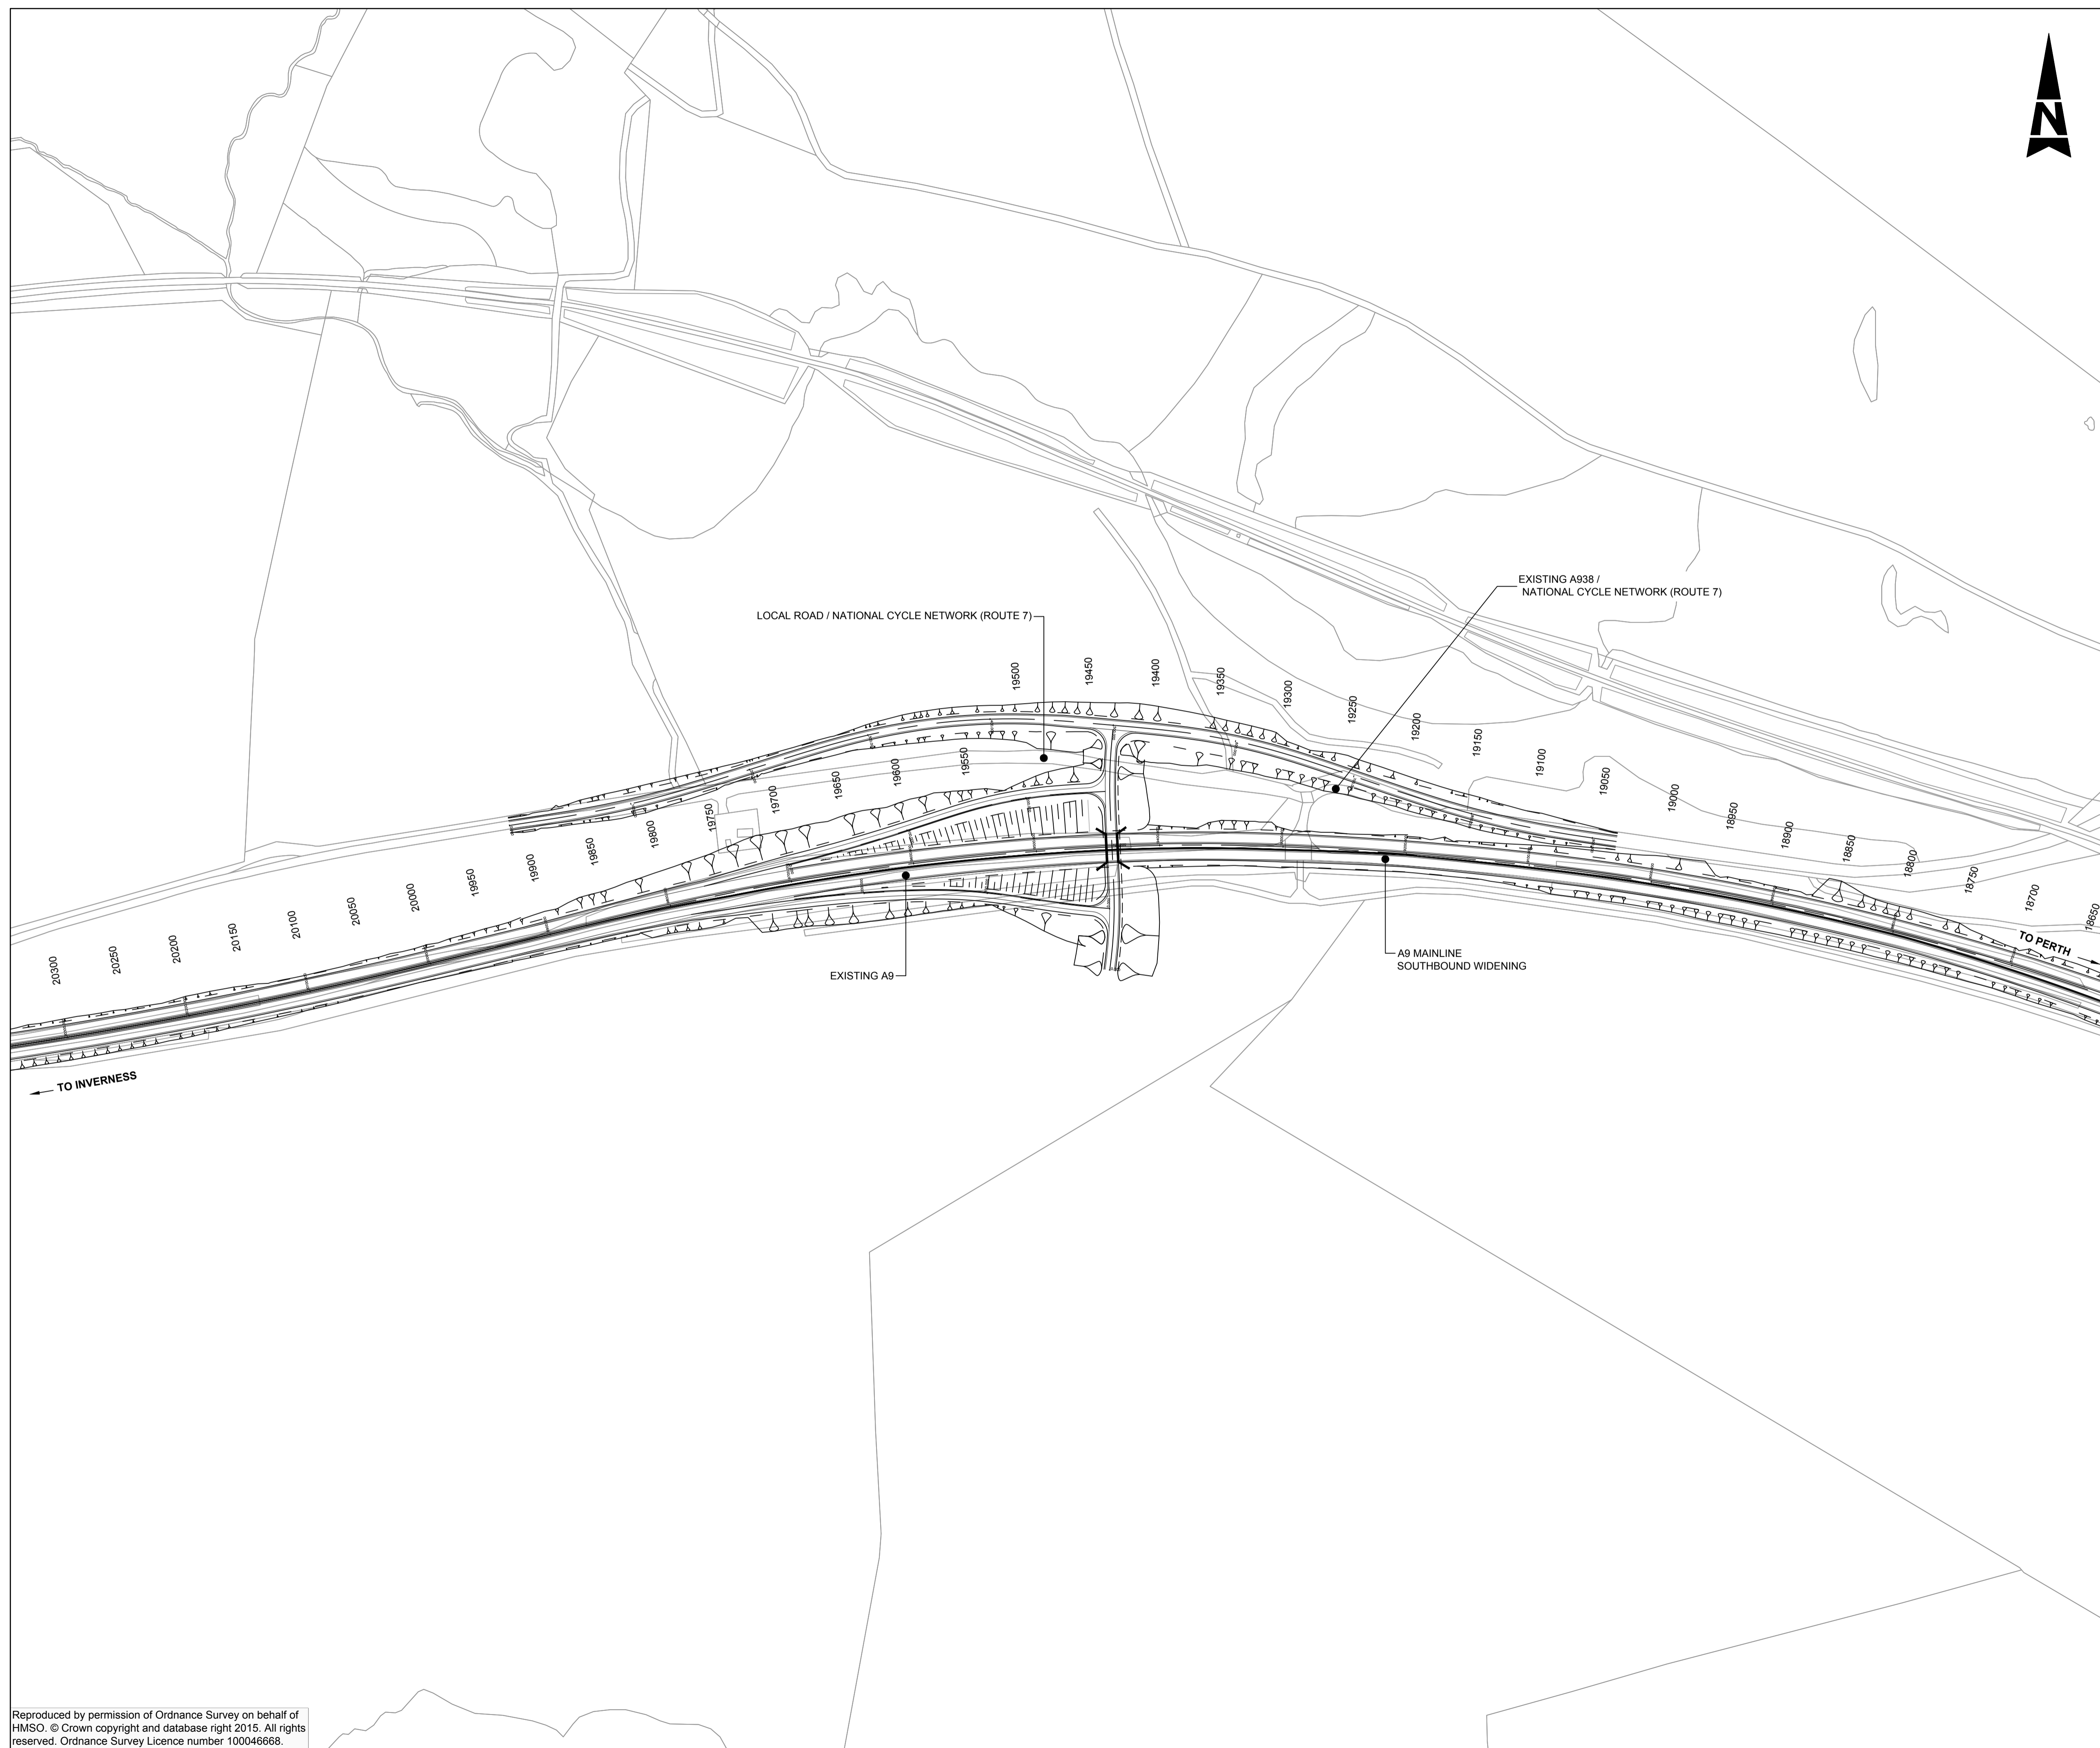 N
EXISTING A938 /
NATIONAL CYCLE NETWORK (ROUTE 7)
LOCAL ROAD / NATIONAL CYCLE NETWORK (ROUTE 7)
19500
19450
19400
19350
19300
19250
19200
19150
19100
19050
19000
18950
18900
18850
18800
18750
18700
18650
19550
19600
19650
19700
19750
19800
19850
19900
19950
20000
20050
20100
20150
20200
20250
20300
TO PERTH
A9 MAINLINE
SOUTHBOUND WIDENING
EXISTING A9
TO INVERNESS
Reproduced by permission of Ordnance Survey on behalf of
HMSO. © Crown copyright and database right 2015. All rights
reserved. Ordnance Survey Licence number 100046668.